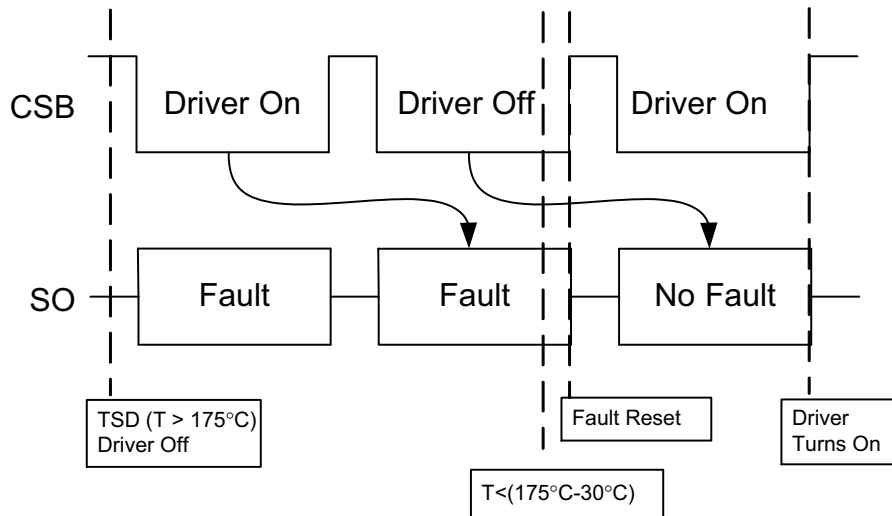 CSB
Driver On
Driver Off
Driver On
SO
Fault
Fault
No Fault
TSD (T > 175°C)
Driver Off
Fault Reset
Driver
Turns On
T<(175°C-30°C)